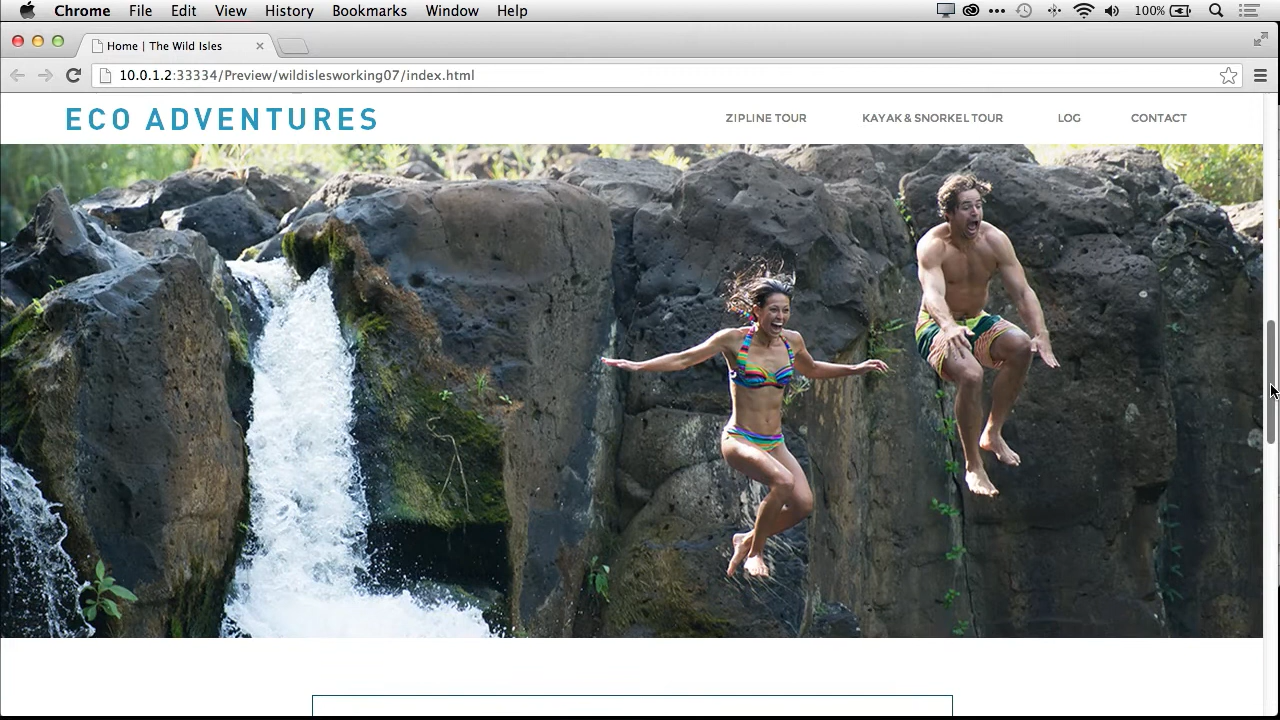 Chrome File Edit View History Bookmarks Window Help 100%
Home | The Wild Isles
10.0.1.2:33334/Preview/wildislesworking07/index.html
ECO ADVENTURES ZIPLINE TOUR KAYAK & SNORKEL TOUR LOG CONTACT